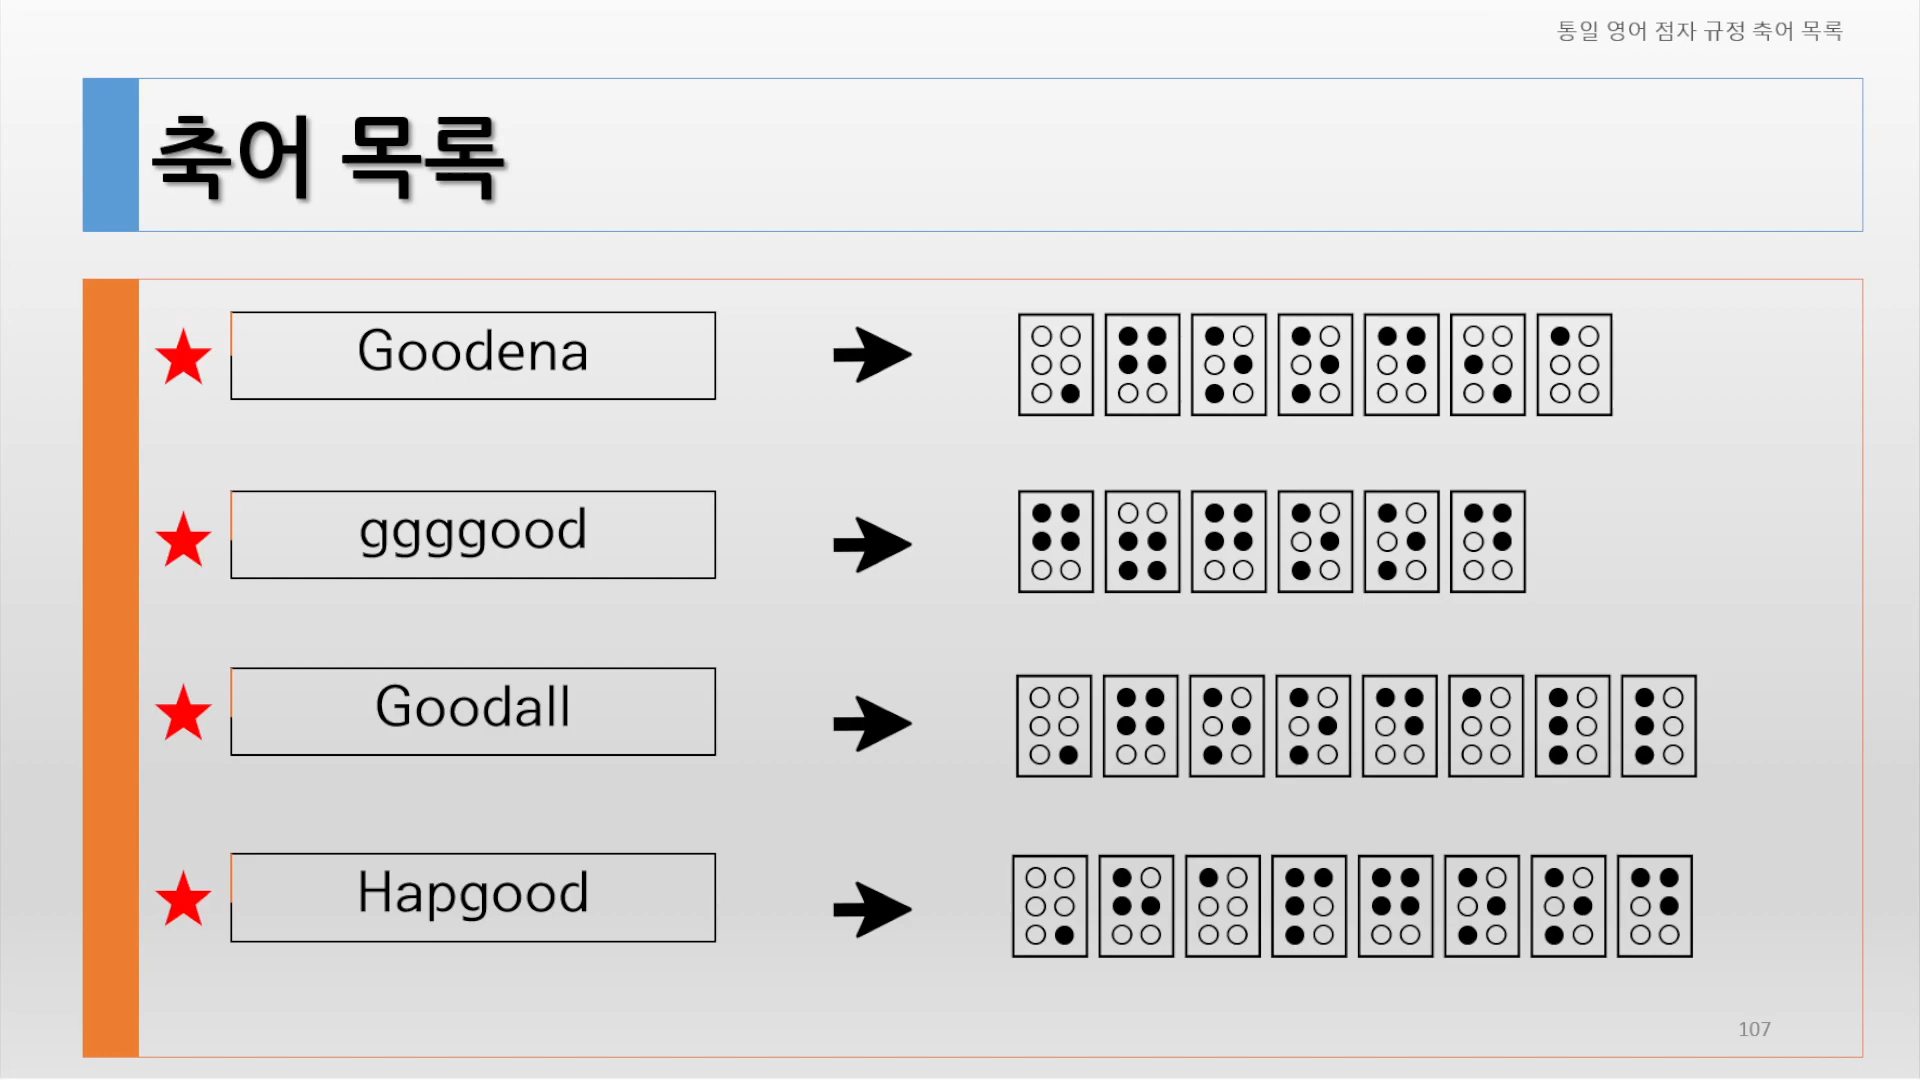 통일 영어 점자 규정 축어 목록
축어 목록
Goodena
⠠⠛⠕⠕⠙⠢⠁
ggggood
⠛⠶⠛⠕⠕⠙
Goodall
⠠⠛⠕⠕⠙⠁⠇⠇
Hapgood
⠠⠓⠁⠏⠛⠕⠕⠙
107